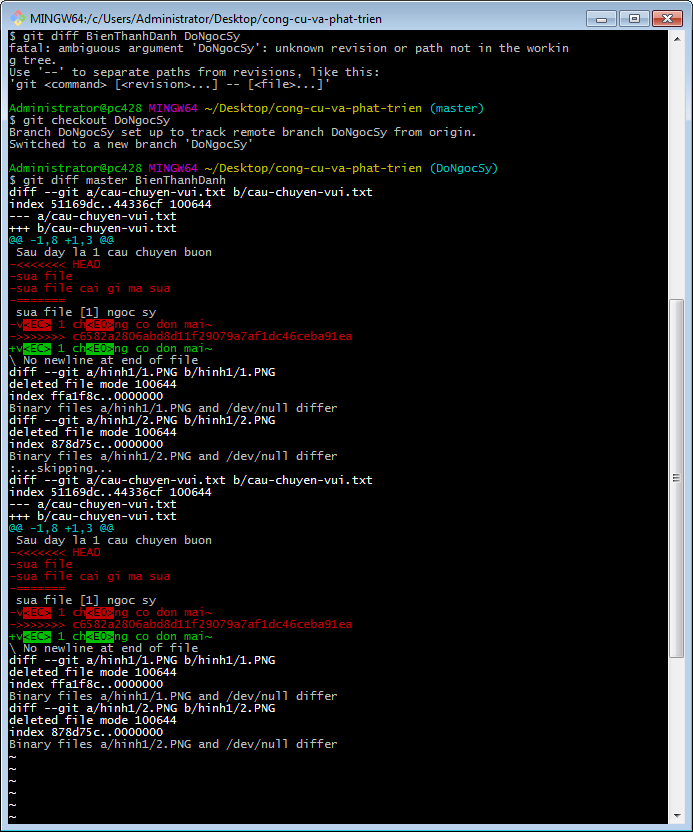 MINGW64:/c/Users/Administrator/Desktop/cong-cu-va-phat-trien
$ git diff BienThanhDanh DoNgocSy
fatal: ambiguous argument 'DoNgocSy': unknown revision or path not in the workin
g tree.
Use '--' to separate paths from revisions, like this:
'git <command> [<revision>...] -- [<file>...]'
Administrator@pc428 MINGW64 ~/Desktop/cong-cu-va-phat-trien (master)
$ git checkout DoNgocSy
Branch DoNgocSy set up to track remote branch DoNgocSy from origin.
Switched to a new branch 'DoNgocSy'
Administrator@pc428 MINGW64 ~/Desktop/cong-cu-va-phat-trien (DoNgocSy)
$ git diff master BienThanhDanh
diff --git a/cau-chuyen-vui.txt b/cau-chuyen-vui.txt
index 51169dc..44336cf 100644
--- a/cau-chuyen-vui.txt
+++ b/cau-chuyen-vui.txt
@@ -1,8 +1,3 @@
 Sau day la 1 cau chuyen buon
-<<<<<<< HEAD
-sua file
-sua file cai gi ma sua
-=======
 sua file [1] ngoc sy
-v<EC> 1 ch<E0>ng co don mai~
->>>>>>> c6582a2806abd8d11f29079a7af1dc46ceba91ea
+v<EC> 1 ch<E0>ng co don mai~
\ No newline at end of file
diff --git a/hinh1/1.PNG b/hinh1/1.PNG
deleted file mode 100644
index ffa1f8c..0000000
Binary files a/hinh1/1.PNG and /dev/null differ
diff --git a/hinh1/2.PNG b/hinh1/2.PNG
deleted file mode 100644
index 878d75c..0000000
Binary files a/hinh1/2.PNG and /dev/null differ
:...skipping...
diff --git a/cau-chuyen-vui.txt b/cau-chuyen-vui.txt
index 51169dc..44336cf 100644
--- a/cau-chuyen-vui.txt
+++ b/cau-chuyen-vui.txt
@@ -1,8 +1,3 @@
 Sau day la 1 cau chuyen buon
-<<<<<<< HEAD
-sua file
-sua file cai gi ma sua
-=======
 sua file [1] ngoc sy
-v<EC> 1 ch<E0>ng co don mai~
->>>>>>> c6582a2806abd8d11f29079a7af1dc46ceba91ea
+v<EC> 1 ch<E0>ng co don mai~
\ No newline at end of file
diff --git a/hinh1/1.PNG b/hinh1/1.PNG
deleted file mode 100644
index ffa1f8c..0000000
Binary files a/hinh1/1.PNG and /dev/null differ
diff --git a/hinh1/2.PNG b/hinh1/2.PNG
deleted file mode 100644
index 878d75c..0000000
Binary files a/hinh1/2.PNG and /dev/null differ
~
~
~
~
~
~